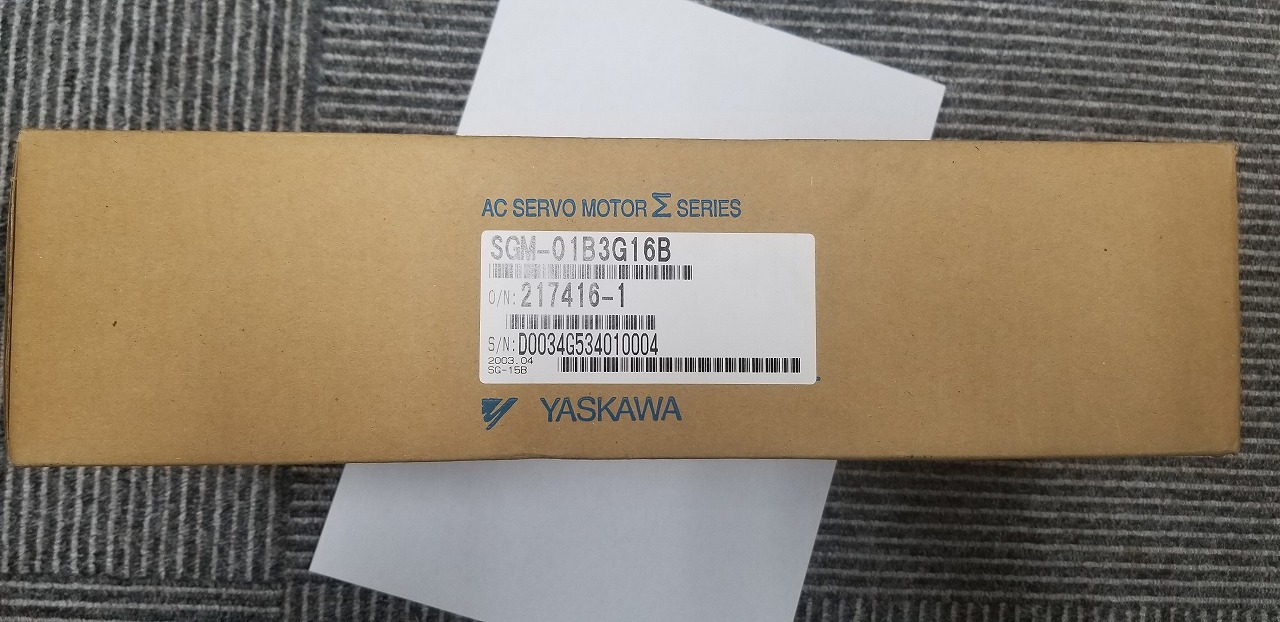 AC SERVO MOTOR Σ SERIES
SGM-01B3G16B
O/N:217416-1
S/N:D0034G534010004
2003.04
SG-15B
YASKAWA